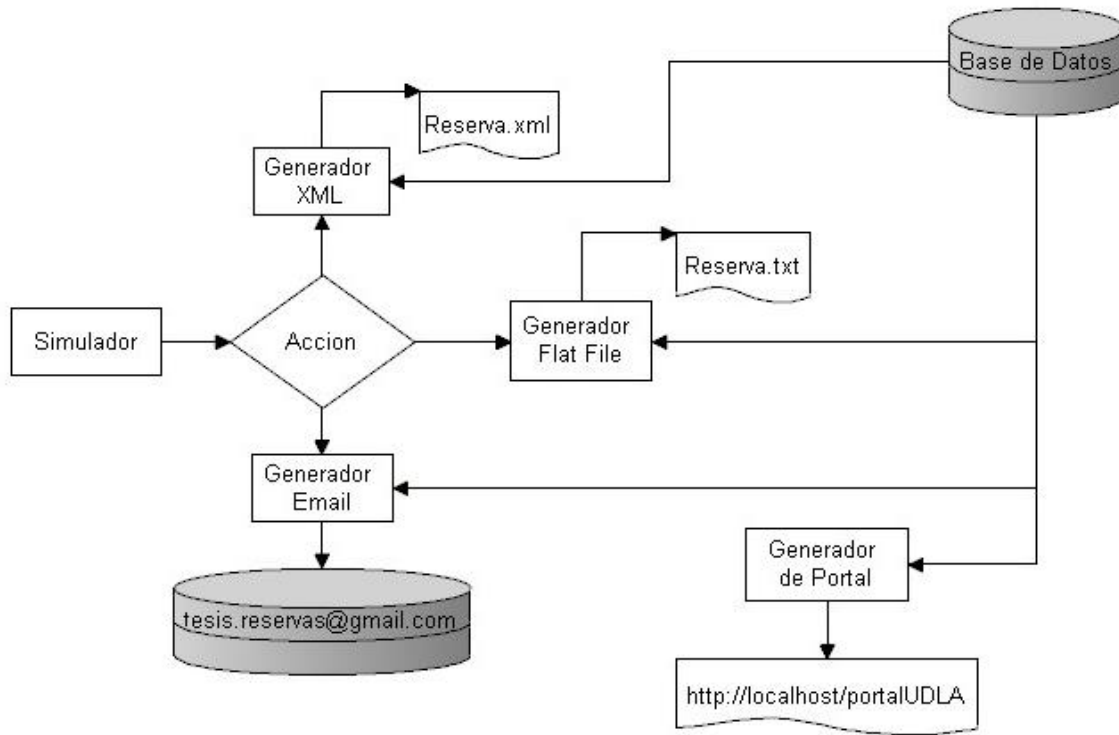 Base de Datos
Reserva.xml
Generador
XML
Reserva.txt
Simulador
Accion
Generador
Flat File
Generador
Email
Generador
de Portal
tesis.reservas@gmail.com
http://localhost/portalUDLA